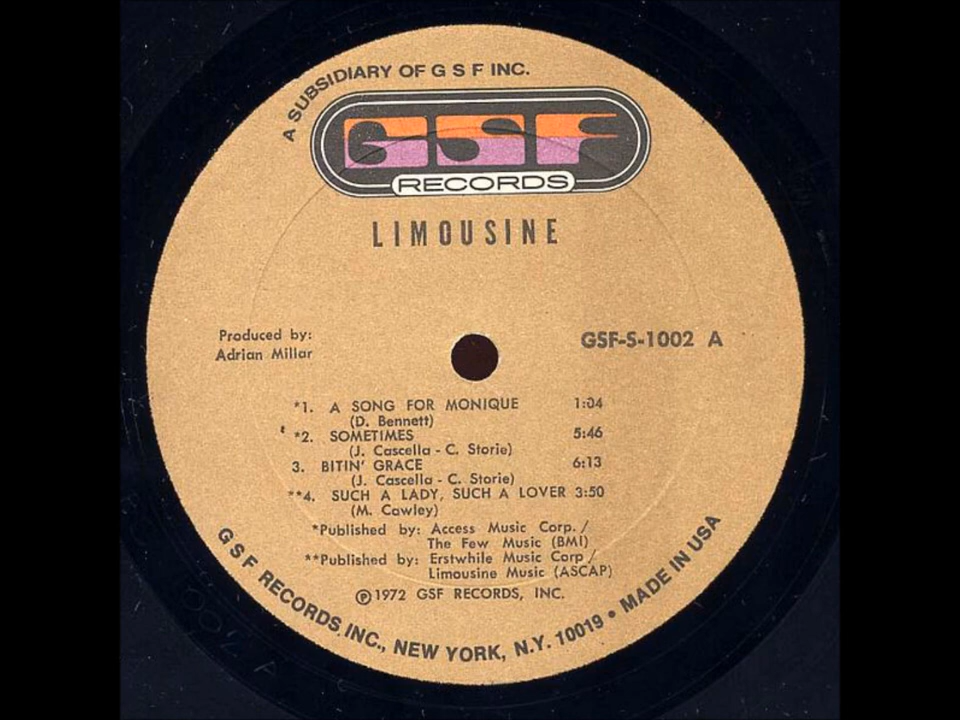 A SUBSIDIARY OF G S F INC.
GSF
RECORDS
LIMOUSINE
Produced by:
Adrian Millar
GSF-S-1002 A
*1. A SONG FOR MONIQUE 1:04
(D. Bennett)
*2. SOMETIMES 5:46
(J. Cascella - C. Storie)
3. BITIN' GRACE 6:13
(J. Cascella - C. Storie)
**4. SUCH A LADY, SUCH A LOVER 3:50
(M. Cawley)
*Published by: Access Music Corp. /
The Few Music (BMI)
**Published by: Erstwhile Music Corp /
Limousine Music (ASCAP)
℗ 1972 GSF RECORDS, INC.
G S F RECORDS INC., NEW YORK, N.Y. 10019 • MADE IN USA